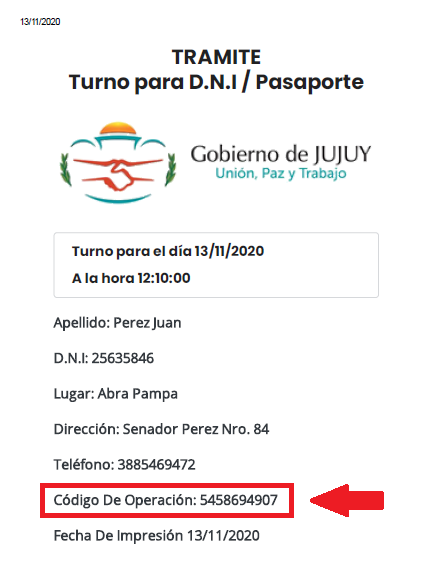 13/11/2020
TRAMITE
Turno para D.N.I / Pasaporte
Gobierno de JUJUY
Unión, Paz y Trabajo
Turno para el día 13/11/2020
A la hora 12:10:00
Apellido: Perez Juan
D.N.I: 25635846
Lugar: Abra Pampa
Dirección: Senador Perez Nro. 84
Teléfono: 3885469472
Código De Operación: 5458694907
Fecha De Impresión 13/11/2020